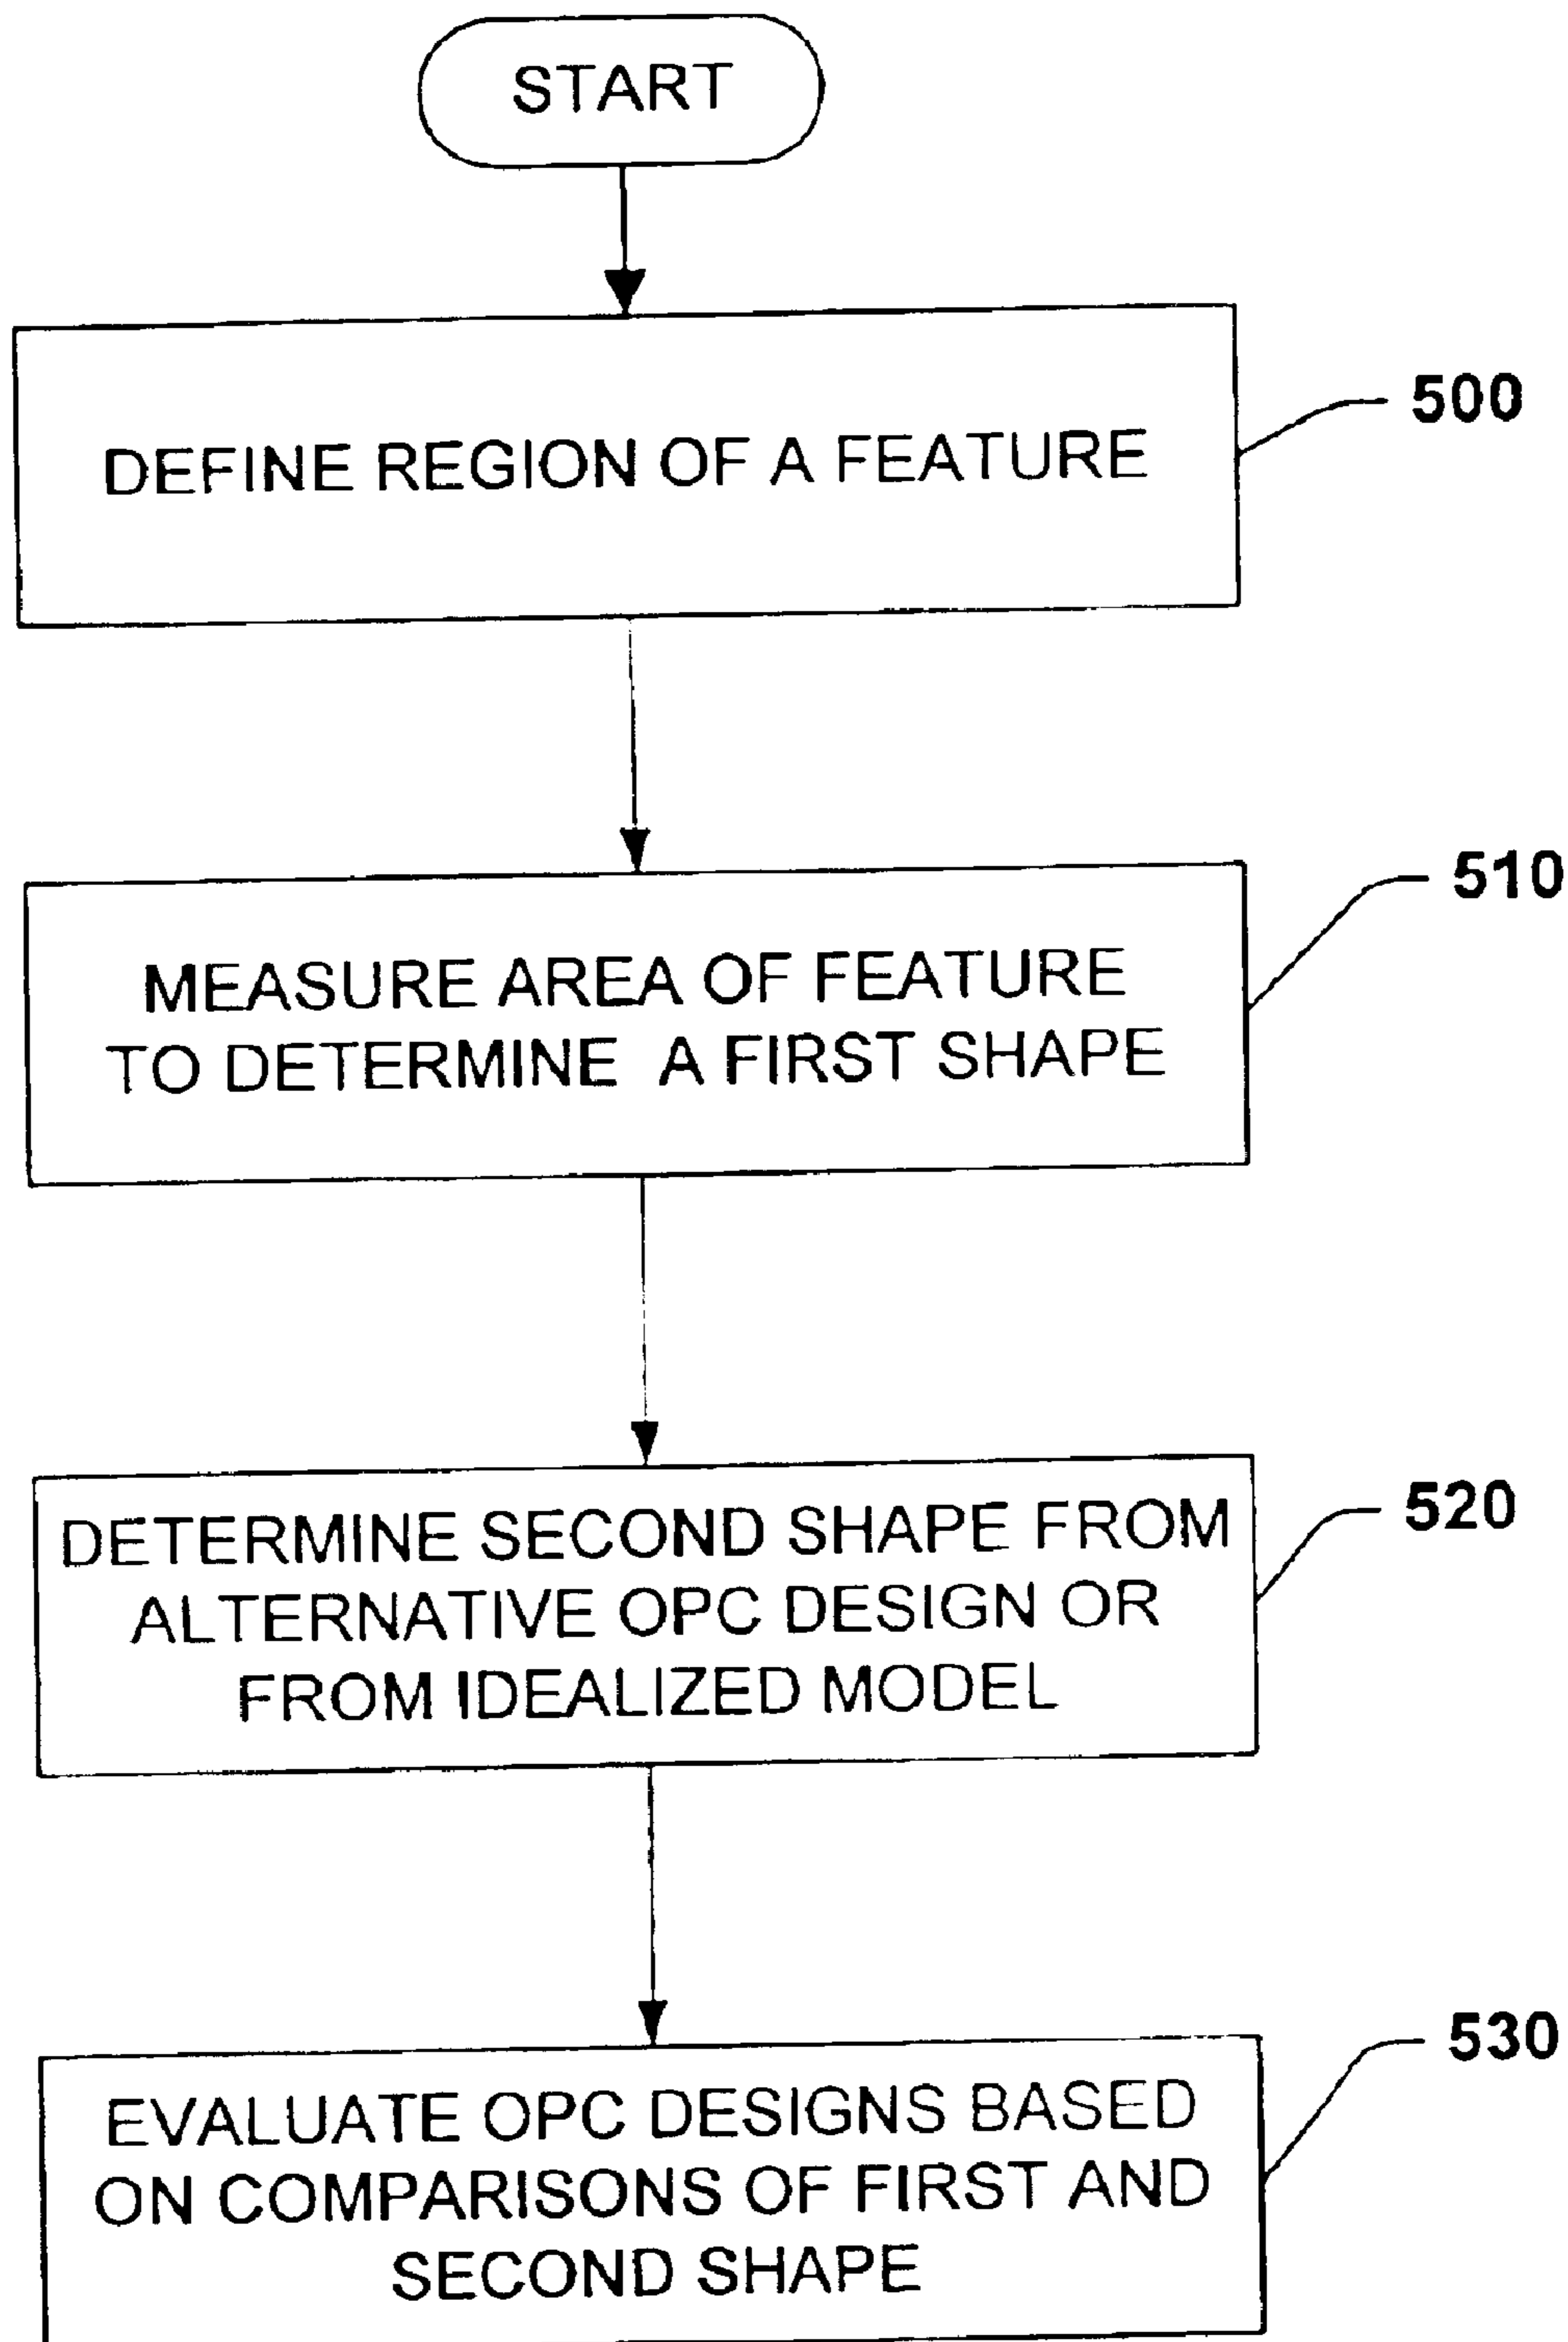 START
DEFINE REGION OF A FEATURE
500
MEASURE AREA OF FEATURE
TO DETERMINE A FIRST SHAPE
510
DETERMINE SECOND SHAPE FROM
ALTERNATIVE OPC DESIGN OR
FROM IDEALIZED MODEL
520
EVALUATE OPC DESIGNS BASED
ON COMPARISONS OF FIRST AND
SECOND SHAPE
530